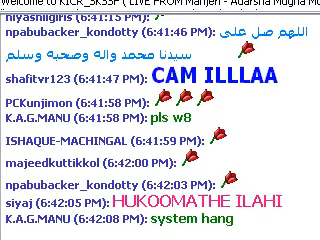 Welcome to KICR_SKSSF ( LIVE FROM Manjeri - Adarsha Mugha Mu
niyasnilgiris (6:41:15 PM):
npabubacker_kondotty (6:41:46 PM): اللهم صل على
سيدنا محمد واله وصحبه وسلم
shafitvr123 (6:41:47 PM): CAM ILLLAA
PCKunjimon (6:41:58 PM):
K.A.G.MANU (6:41:58 PM): pls w8
ISHAQUE-MACHINGAL (6:41:59 PM):
majeedkuttikkol (6:42:00 PM):
npabubacker_kondotty (6:42:03 PM):
siyaj (6:42:05 PM): HUKOOMATHE ILAHI
K.A.G.MANU (6:42:08 PM): system hang